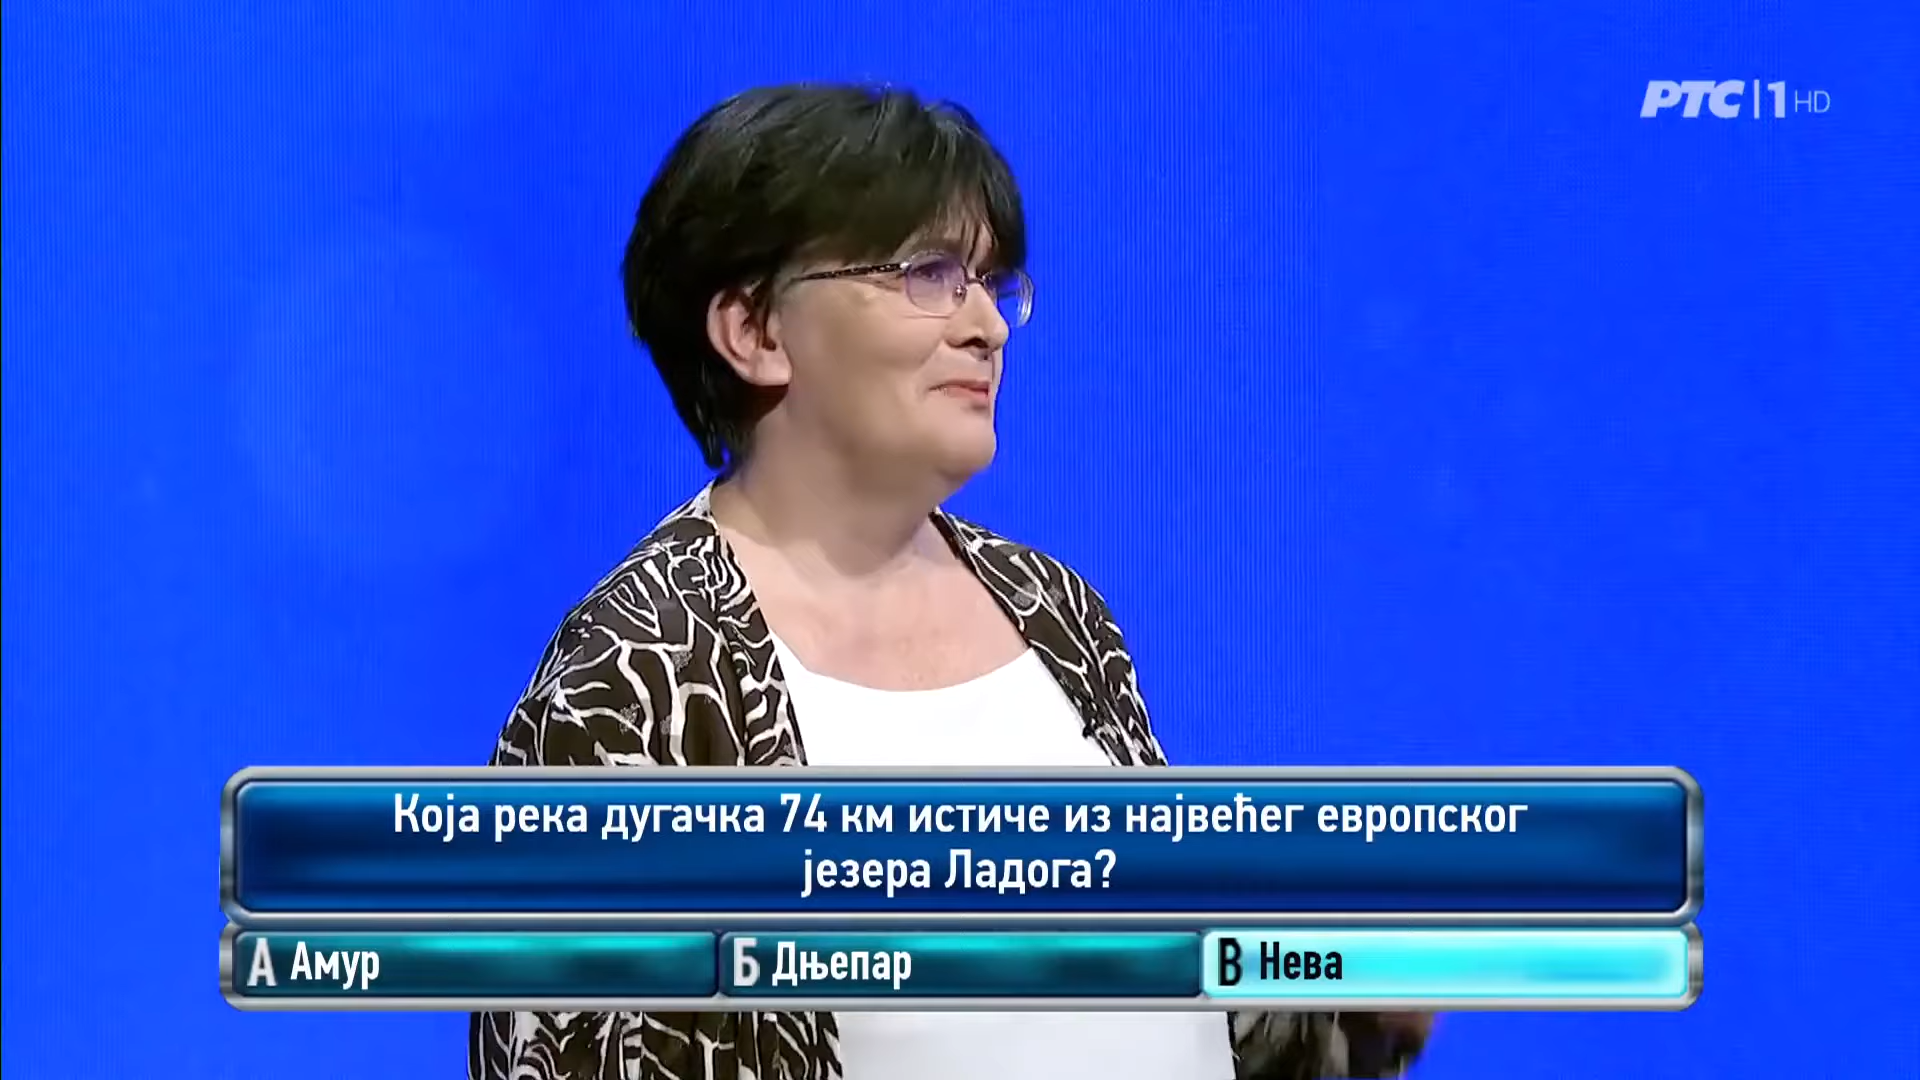 РТС|1 HD
Која река дугачка 74 км истиче из највећег европског
језера Ладога?
А Амур
Б Дњепар
В Нева